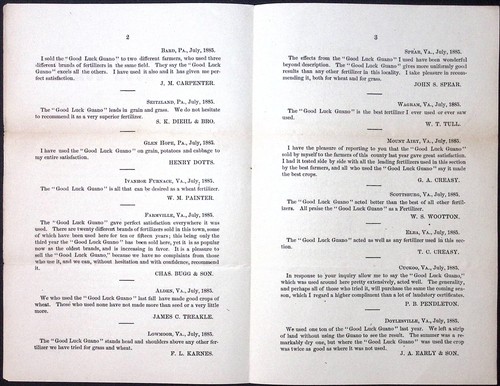 2
BARD, PA., July, 1885.
I sold the "Good Luck Guano" to two different farmers, who used three
different brands of fertilizers in the same field. They say the "Good Luck
Guano" excels all the others. I have used it also and it has given me per-
fect satisfaction.
J. M. CARPENTER.
SEITZLAND, PA., July, 1885.
The "Good Luck Guano" leads in grain and grass. We do not hesitate
to recommend it as a very superior fertilizer.
S. K. DIEHL & BRO.
GLEN HOPE, PA., July, 1885.
I have used the "Good Luck Guano" on grain, potatoes and cabbage to
my entire satisfaction.
HENRY DOTTS.
IVANHOE FURNACE, VA., July, 1885.
The "Good Luck Guano" is all that can be desired as a wheat fertilizer.
W. M. PAINTER.
FARMVILLE, VA., July, 1885.
The "Good Luck Guano" gave perfect satisfaction everywhere it was
used. There are twenty different brands of fertilizers sold in this town, some
of which have been used here for ten or fifteen years; this being only the
third year the "Good Luck Guano" has been sold here, yet it is as popular
now as the oldest brands, and is increasing in favor. It is a pleasure to
sell the "Good Luck Guano," because we have no complaints from those
who use it, and we can, without hesitation and with confidence, recommend
it.
CHAS. BUGG & SON.
ALDIES, VA., July, 1885.
We who used the "Good Luck Guano" last fall have made good crops of
wheat. Those who used none have not made more than seed or a very little
more.
JAMES C. TREAKLE.
LOWMOOR, VA., July, 1885.
The "Good Luck Guano" stands head and shoulders above any other fer-
tilizer we have tried for grass and wheat.
F. L. KARNES.
3
SPEAR, VA., July, 1885.
The effects from the "Good Luck Guano" I used have been wonderful
beyond description. The "Good Luck Guano" gives more uniformly good
results than any other fertilizer in this locality. I take pleasure in recom-
mending it, both for wheat and for grass.
JOHN S. SPEAR.
WAGRAM, VA., July, 1885.
The "Good Luck Guano" is the best fertilizer I ever used or ever saw
used.
W. T. TULL.
MOUNT AIRY, VA., July, 1885.
I have the pleasure of reporting to you that the "Good Luck Guano"
sold by myself to the farmers of this county last year gave great satisfaction.
I had it tested side by side with all the leading fertilizers used in this section
by the best farmers, and all who used the "Good Luck Guano" say it made
the best crops.
G. A. CREASY.
SCOTTSBURG, VA., July, 1885.
The "Good Luck Guano" acted better than the best of all other fertil-
izers. All praise the "Good Luck Guano" as a Fertilizer.
W. S. WOOTTON.
ELBA, VA., July, 1885.
The "Good Luck Guano" acted as well as any fertilizer used in this sec-
tion.
T. C. CREASY.
CUCKOO, VA., July, 1885.
In response to your inquiry allow me to say the "Good Luck Guano,"
which was used around here pretty extensively, acted well. The generality,
and perhaps all of those who tried it, will purchase the same the coming sea-
son, which I regard a higher compliment than a lot of landatory certificates.
P. B. PENDLETON.
DOYLESVILLE, VA., July, 1885.
We used one ton of the "Good Luck Guano" last year. We left a strip
of land without using the Guano to see the result. The summer was a re-
markably dry one, but where the "Good Luck Guano" was used the crop
was twice as good as where it was not used.
J. A. EARLY & SON.